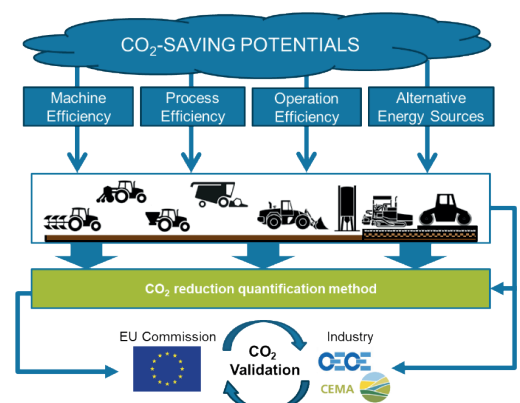 CO₂-SAVING POTENTIALS
Machine
Efficiency
Process
Efficiency
Operation
Efficiency
Alternative
Energy Sources
CO₂ reduction quantification method
EU Commission
CO₂
Validation
Industry
CECE
CEMA